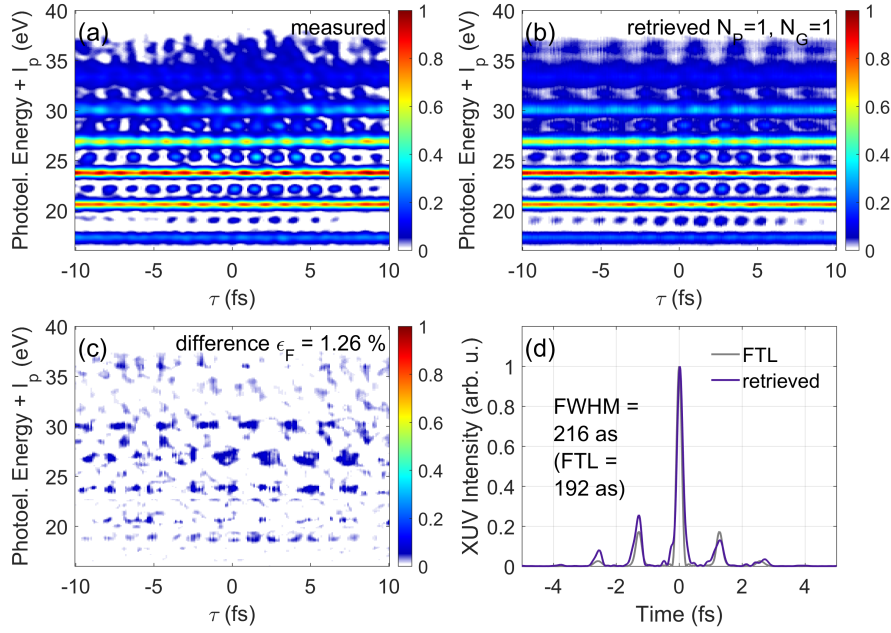 (a)
measured
Photoel. Energy + I_p (eV)
40
35
30
25
20
-10
-5
0
5
10
τ (fs)
1
0.8
0.6
0.4
0.2
0
(b)
retrieved N_P=1, N_G=1
Photoel. Energy + I_p (eV)
40
35
30
25
20
-10
-5
0
5
10
τ (fs)
1
0.8
0.6
0.4
0.2
0
(c)
difference ϵ_F = 1.26 %
Photoel. Energy + I_p (eV)
40
35
30
25
20
-10
-5
0
5
10
τ (fs)
1
0.8
0.6
0.4
0.2
0
(d)
FTL
retrieved
FWHM =
216 as
(FTL =
192 as)
XUV Intensity (arb. u.)
1
0.8
0.6
0.4
0.2
0
-4
-2
0
2
4
Time (fs)